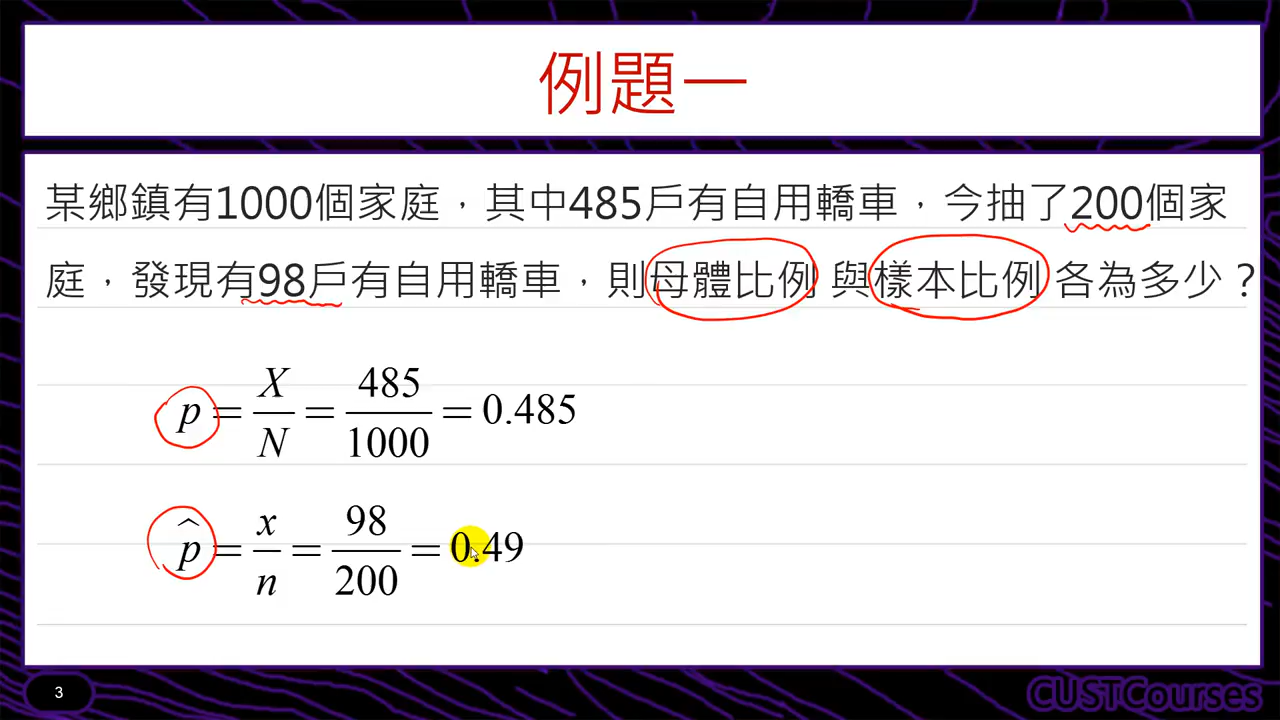 例題一
某鄉鎮有1000個家庭，其中485戶有自用轎車，今抽了200個家
庭，發現有98戶有自用轎車，則母體比例 與樣本比例 各為多少？
p = X/N = 485/1000 = 0.485
p̂ = x/n = 98/200 = 0.49
3
CUSTCourses